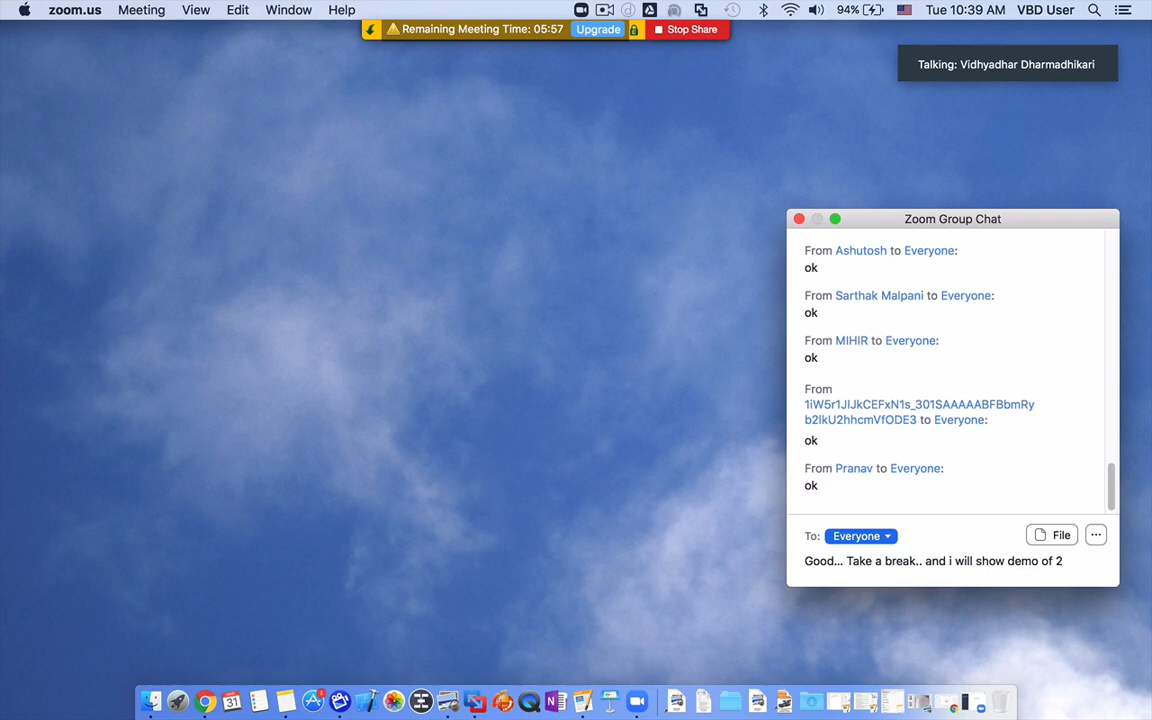 zoom.us Meeting View Edit Window Help 94% Tue 10:39 AM VBD User
Remaining Meeting Time: 05:57 Upgrade Stop Share
Talking: Vidhyadhar Dharmadhikari
Zoom Group Chat
From Ashutosh to Everyone:
ok
From Sarthak Malpani to Everyone:
ok
From MIHIR to Everyone:
ok
From
1iW5r1JlJkCEFxN1s_301SAAAAABFBbmRy
b2lkU2hhcmVfODE3 to Everyone:
ok
From Pranav to Everyone:
ok
To: Everyone File
Good... Take a break.. and i will show demo of 2
31
3